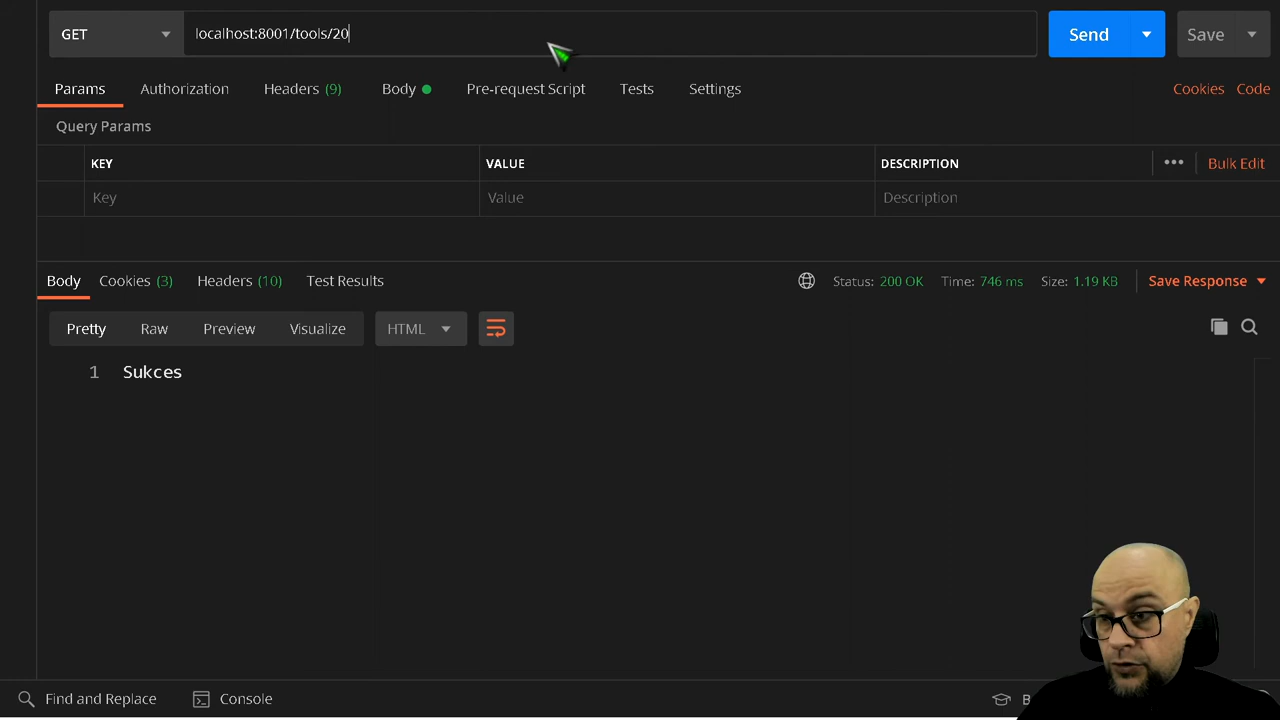 GET localhost:8001/tools/20 Send Save
Params Authorization Headers (9) Body Pre-request Script Tests Settings Cookies Code
Query Params
KEY VALUE DESCRIPTION ••• Bulk Edit
Key Value Description
Body Cookies (3) Headers (10) Test Results Status: 200 OK Time: 746 ms Size: 1.19 KB Save Response
Pretty Raw Preview Visualize HTML
1 Sukces
Find and Replace Console